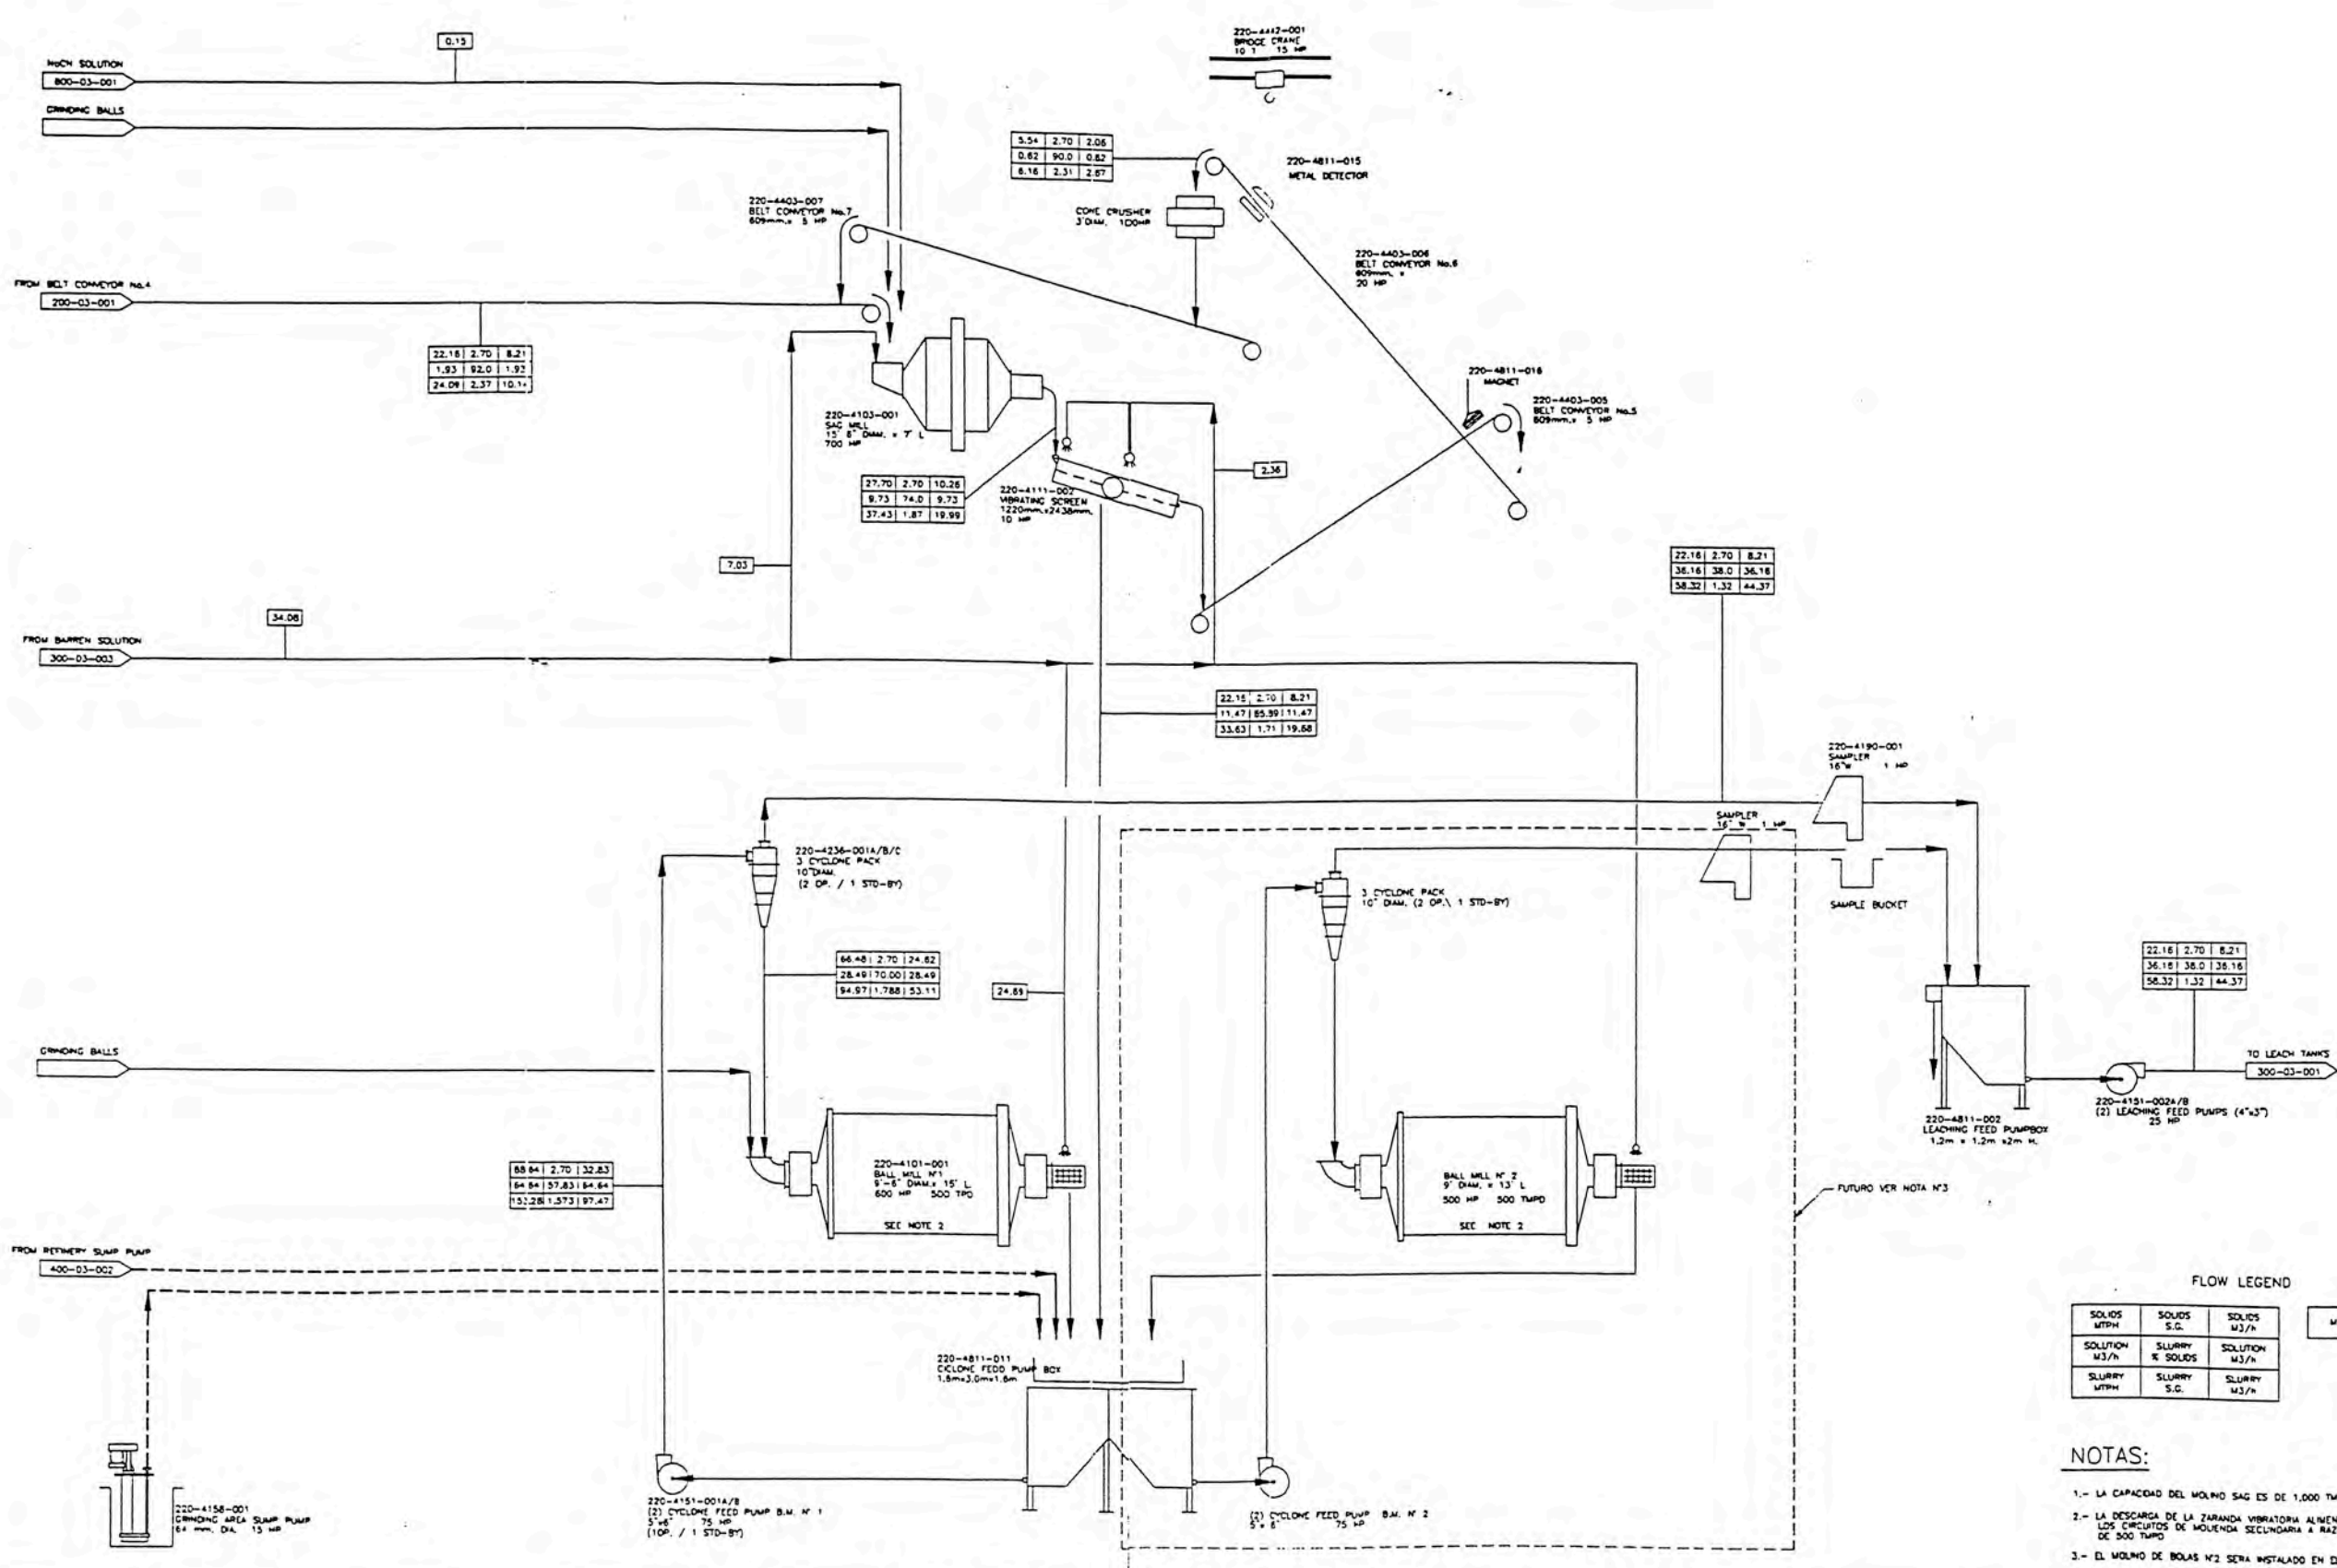 0.15
220-4442-001
BRIDGE CRANE
10 T 15 HP
NaCN SOLUTION
800-03-001
GRINDING BALLS
5.54 2.70 2.06
0.62 90.0 0.62
6.16 2.31 2.67
220-4811-015
METAL DETECTOR
220-4403-007
BELT CONVEYOR No.7
609mm.x 5 HP
CONE CRUSHER
3'DIAM. 100HP
220-4403-006
BELT CONVEYOR No.6
609mm. x
20 HP
FROM BELT CONVEYOR No.4
200-03-001
22.16 2.70 8.21
1.93 92.0 1.93
24.09 2.37 10.14
220-4811-016
MAGNET
220-4403-005
BELT CONVEYOR No.5
609mm.x 5 HP
220-4103-001
SAG MILL
15' 6" DIAM. x 7' L
700 HP
27.70 2.70 10.26
9.73 74.0 9.73
37.43 1.87 19.99
220-4111-002
VIBRATING SCREEN
1220mm.x2438mm.
10 HP
2.36
7.03
22.16 2.70 8.21
36.16 38.0 36.16
58.32 1.32 44.37
34.08
FROM BARREN SOLUTION
300-03-003
22.16 2.70 8.21
11.47 65.89 11.47
33.63 1.71 19.68
220-4190-001
SAMPLER
16"W 1 HP
SAMPLER
16" W 1 HP
220-4236-001A/B/C
3 CYCLONE PACK
10"DIAM.
(2 OP. / 1 STD-BY)
3 CYCLONE PACK
10" DIAM. (2 OP.\ 1 STD-BY)
SAMPLE BUCKET
66.48 2.70 24.62
28.49 70.00 28.49
94.97 1.788 53.11
24.69
22.16 2.70 8.21
36.16 38.0 36.16
58.32 1.32 44.37
GRINDING BALLS
TO LEACH TANKS
300-03-001
220-4151-002A/B
(2) LEACHING FEED PUMPS (4"x3")
25 HP
220-4811-002
LEACHING FEED PUMPBOX
1.2m x 1.2m x2m H.
88.64 2.70 32.83
64.64 57.83 64.64
153.28 1.573 97.47
220-4101-001
BALL MILL N°1
9'-6" DIAM.x 15' L
600 HP 500 TPD
SEE NOTE 2
BALL MILL N° 2
9' DIAM. x 13' L
500 HP 500 TMPD
SEE NOTE 2
FUTURO VER NOTA N°3
FROM REFINERY SUMP PUMP
400-03-002
FLOW LEGEND
SOLIDS MTPH SOLIDS S.G. SOLIDS M3/h
SOLUTION M3/h SLURRY % SOLIDS SOLUTION M3/h
SLURRY MTPH SLURRY S.G. SLURRY M3/h
220-4811-011
CICLONE FEDD PUMP BOX
1.8mx3.0mx1.8m
220-4158-001
GRINDING AREA SUMP PUMP
64 mm. DIA. 15 HP
220-4151-001A/B
(2) CYCLONE FEED PUMP B.M. N° 1
5"x6" 75 HP
(1OP. / 1 STD-BY)
(2) CYCLONE FEED PUMP B.M. N° 2
5"x 6" 75 HP
NOTAS:
1.- LA CAPACIDAD DEL MOLINO SAG ES DE 1,000
2.- LA DESCARGA DE LA ZARANDA VIBRATORIA
LOS CIRCUITOS DE MOLIENDA SECUNDARIA A
DE 500 TMPD
3.- EL MOLINO DE BOLAS N°2 SERA INSTALADO EN